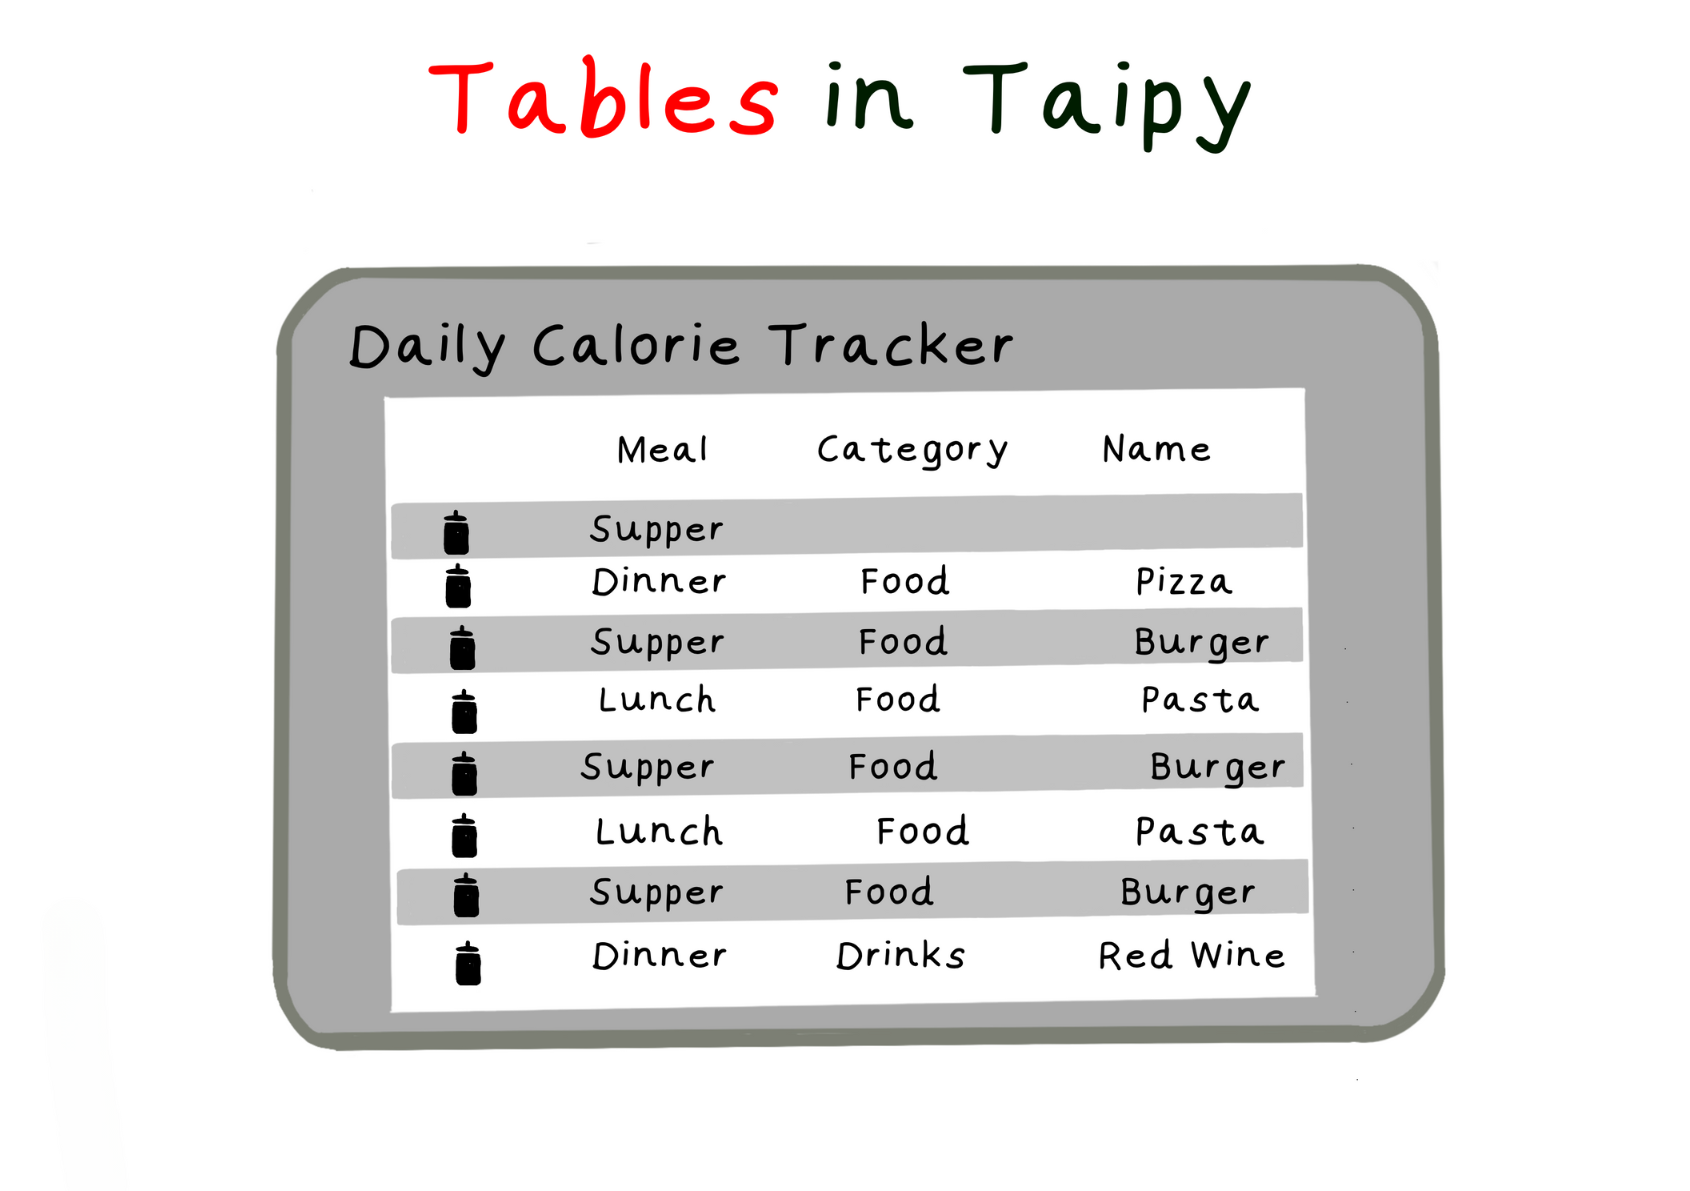 Tables in Taipy
Daily Calorie Tracker
Meal Category Name
Supper
Dinner Food Pizza
Supper Food Burger
Lunch Food Pasta
Supper Food Burger
Lunch Food Pasta
Supper Food Burger
Dinner Drinks Red Wine